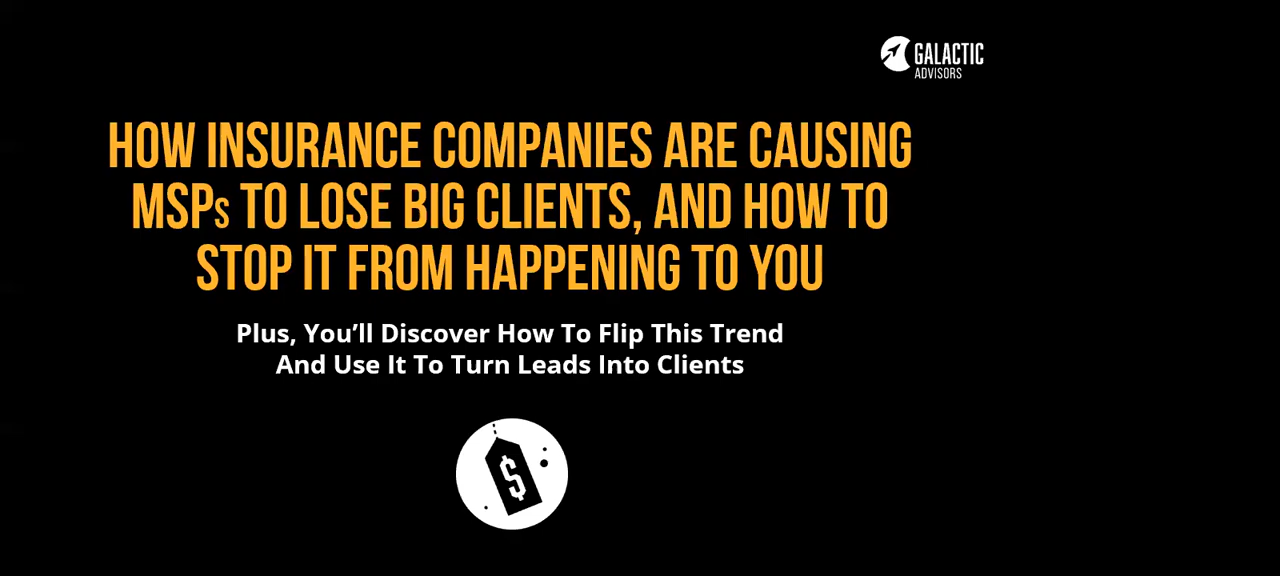 GALACTIC
ADVISORS
HOW INSURANCE COMPANIES ARE CAUSING
MSPs TO LOSE BIG CLIENTS, AND HOW TO
STOP IT FROM HAPPENING TO YOU
Plus, You’ll Discover How To Flip This Trend
And Use It To Turn Leads Into Clients
$